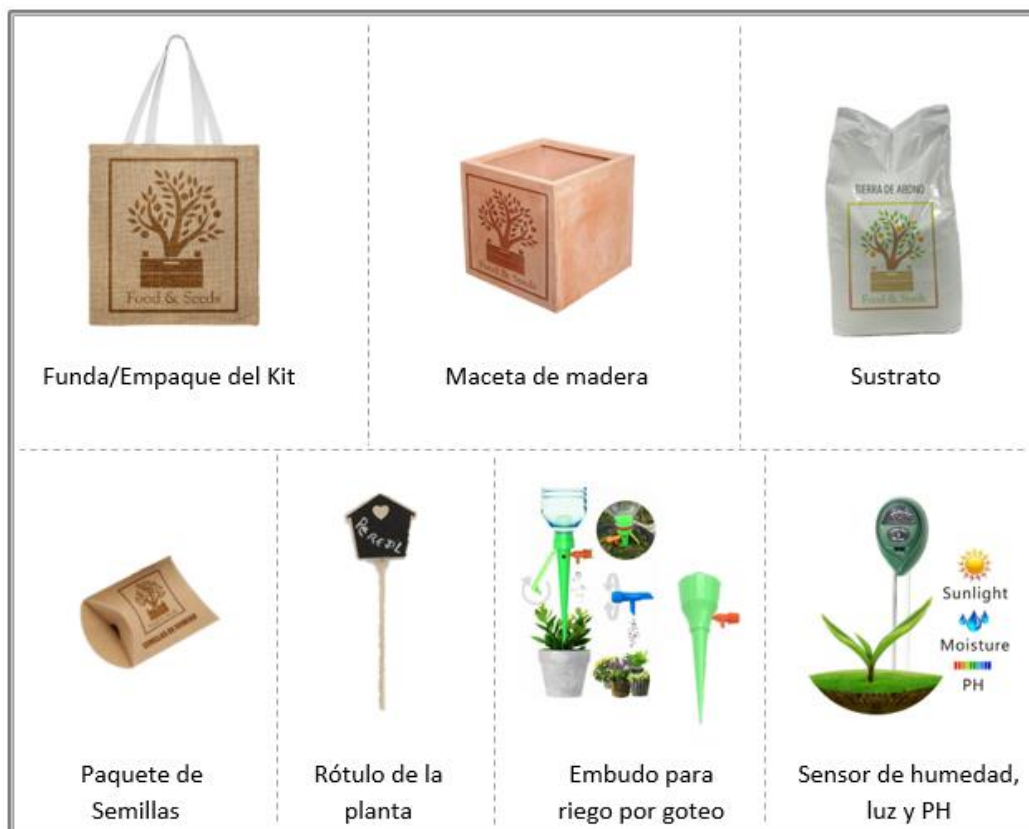 Food & Seeds
Food & Seeds
TIERRA DE ABONO
Food & Seeds
Funda/Empaque del Kit
Maceta de madera
Sustrato
PEREJIL
Sunlight
Moisture
PH
Paquete de
Semillas
Rótulo de la
planta
Embudo para
riego por goteo
Sensor de humedad,
luz y PH